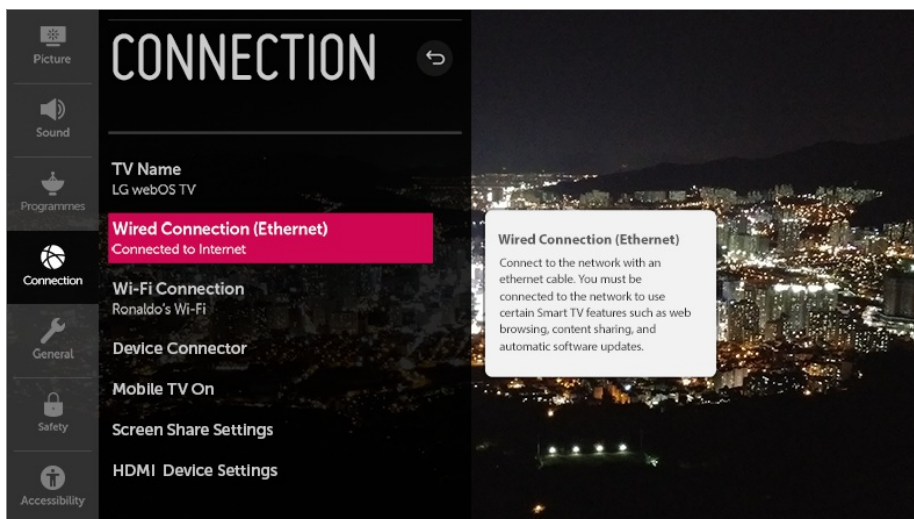 Picture
Sound
Programmes
Connection
General
Safety
Accessibility
CONNECTION
TV Name
LG webOS TV
Wired Connection (Ethernet)
Connected to Internet
Wi-Fi Connection
Ronaldo's Wi-Fi
Device Connector
Mobile TV On
Screen Share Settings
HDMI Device Settings
Wired Connection (Ethernet)
Connect to the network with an
ethernet cable. You must be
connected to the network to use
certain Smart TV features such as web
browsing, content sharing, and
automatic software updates.